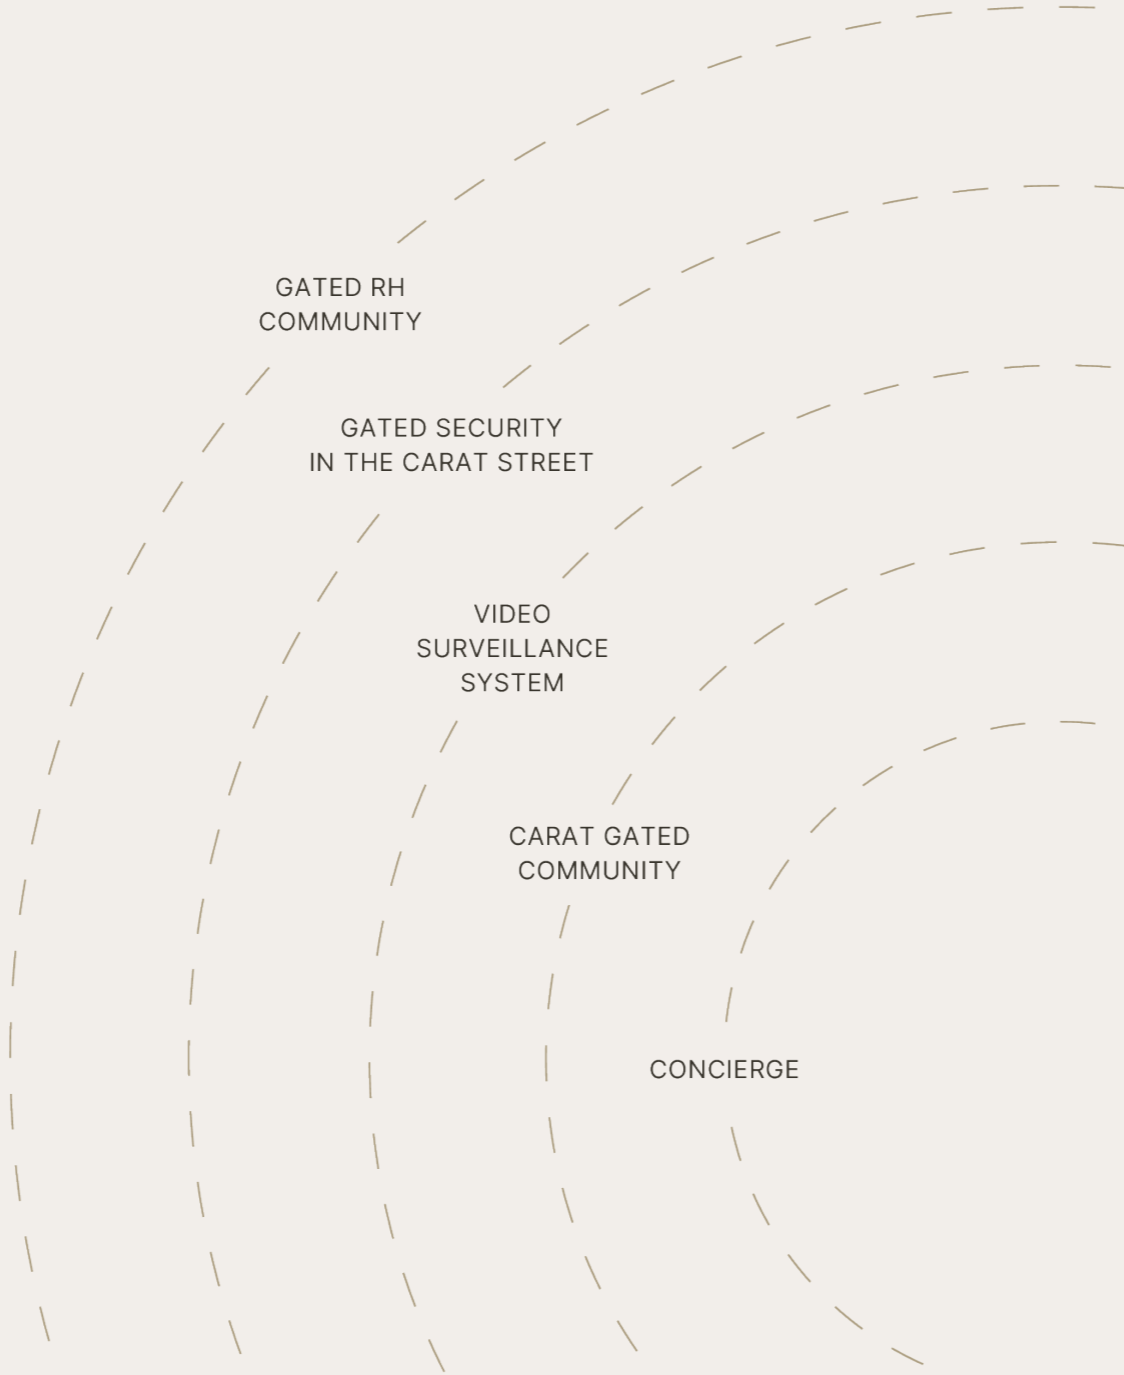 GATED RH
COMMUNITY
GATED SECURITY
IN THE CARAT STREET
VIDEO
SURVEILLANCE
SYSTEM
CARAT GATED
COMMUNITY
CONCIERGE